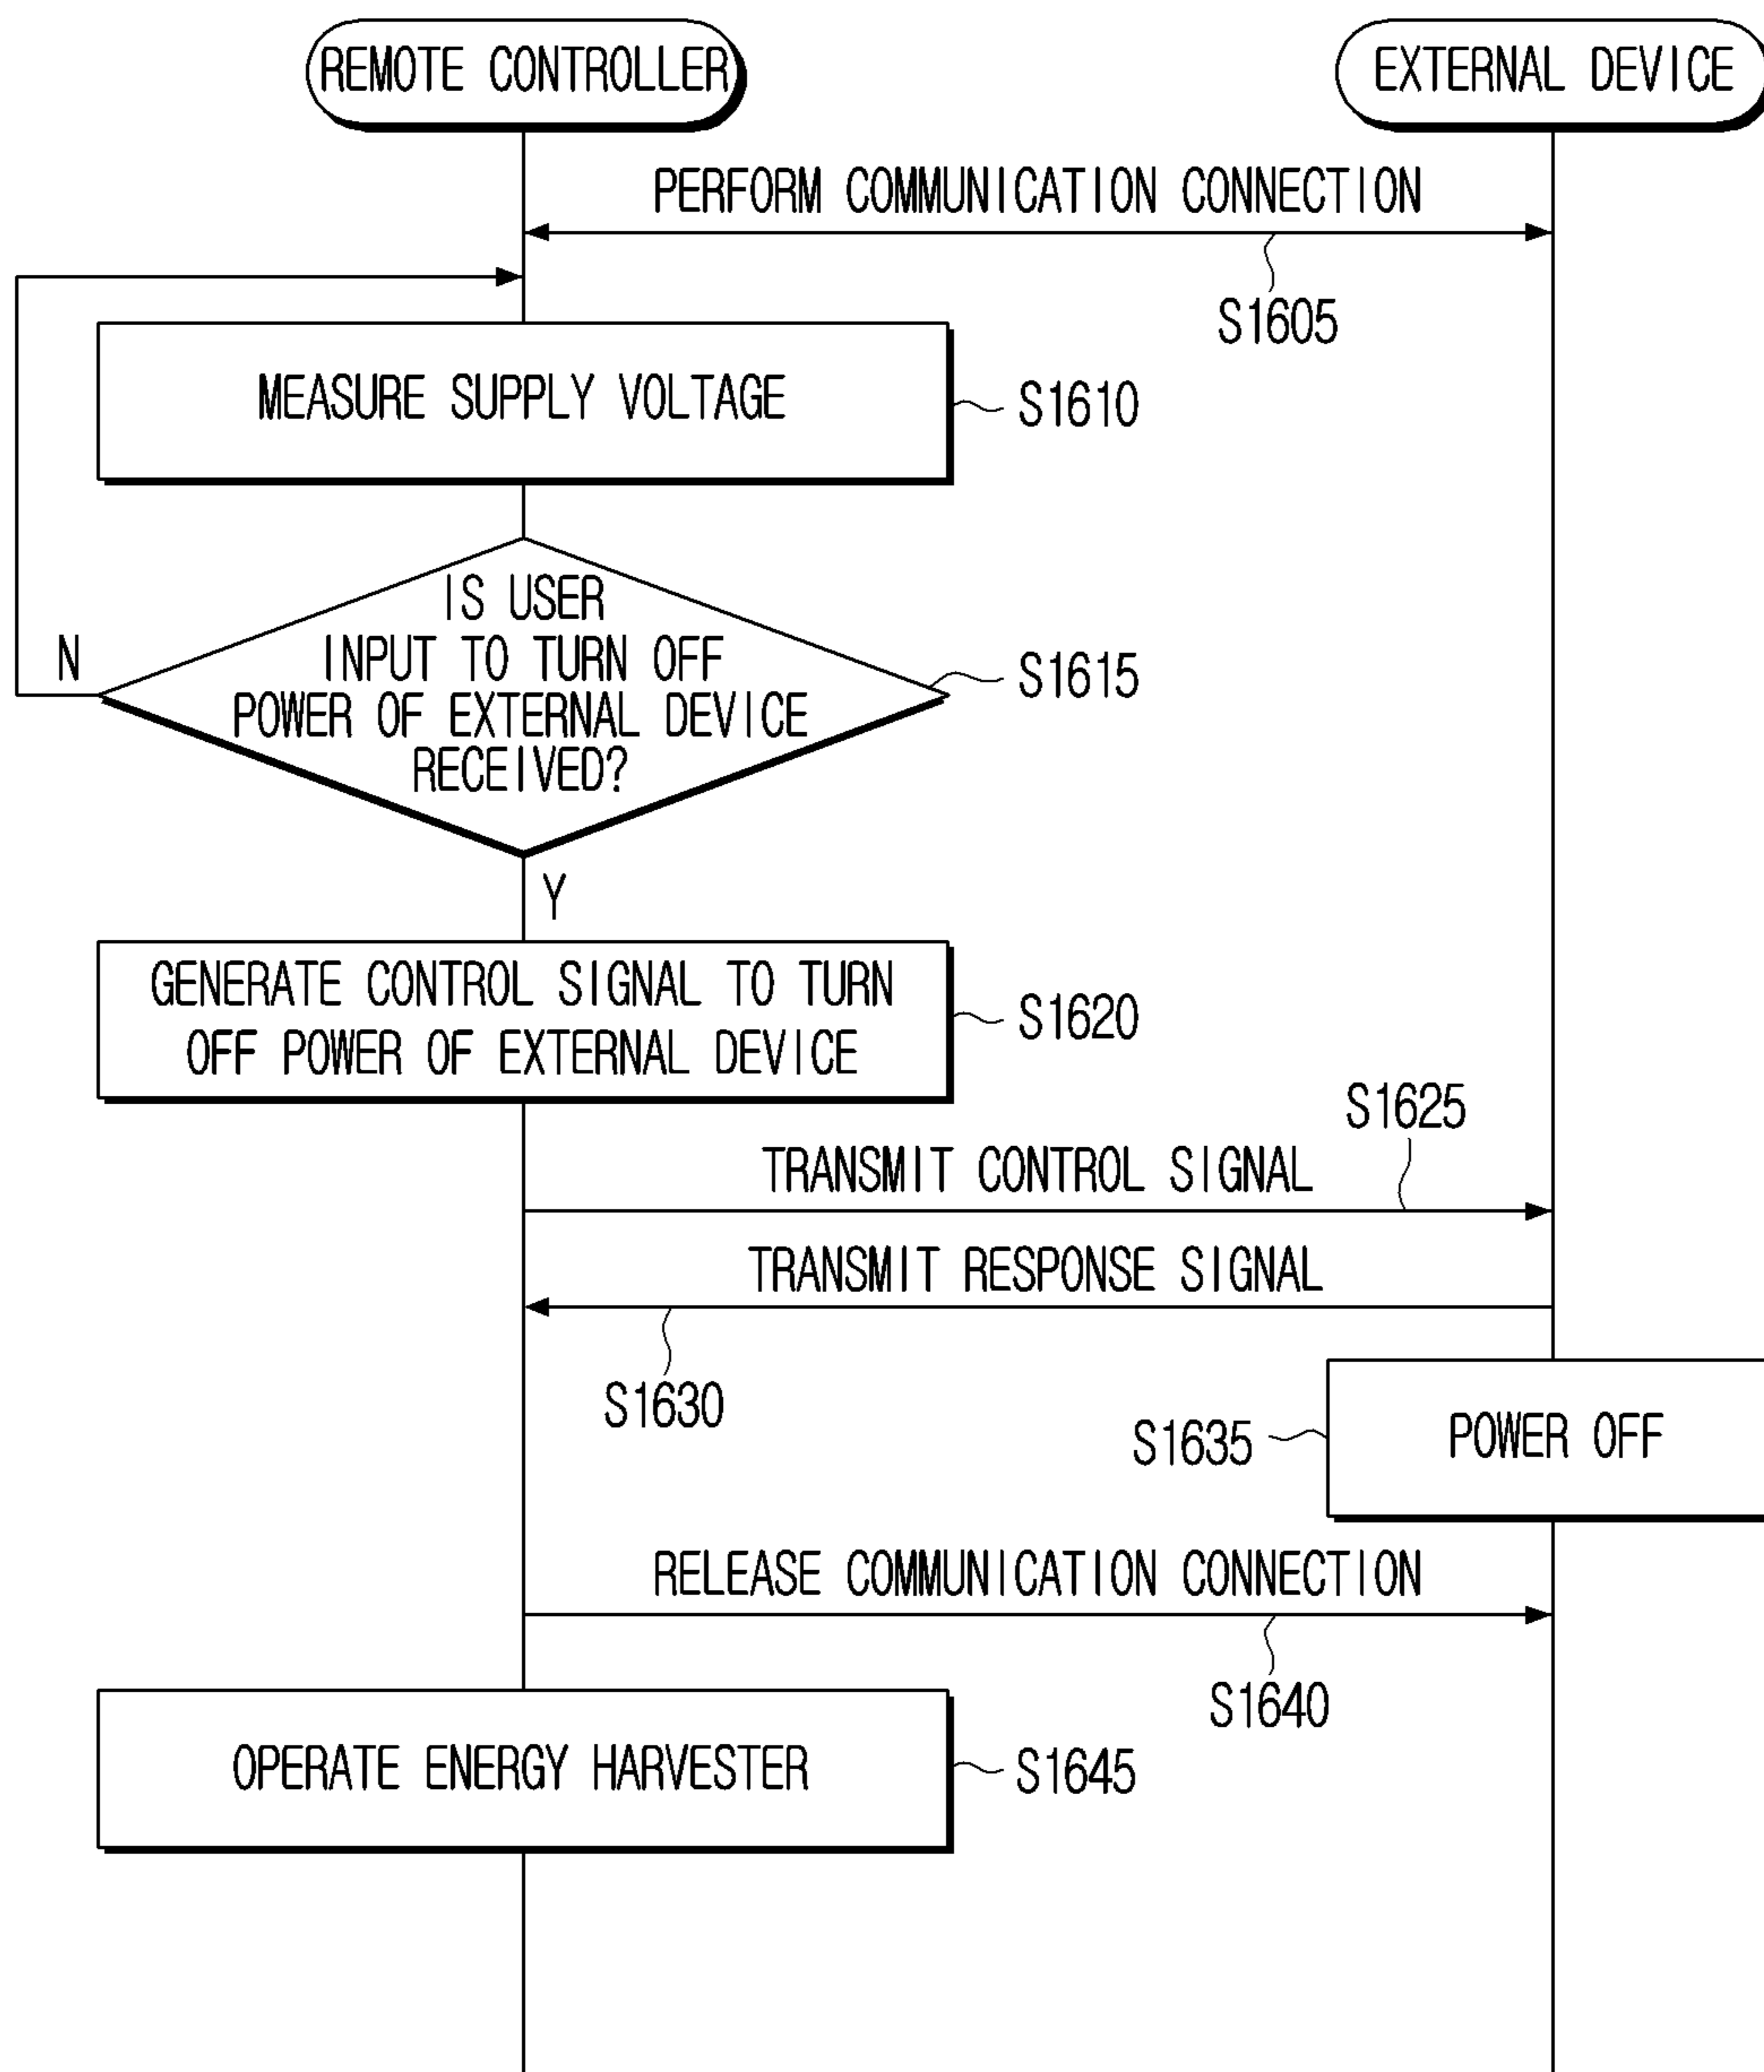 REMOTE CONTROLLER
EXTERNAL DEVICE
PERFORM COMMUNICATION CONNECTION
S1605
MEASURE SUPPLY VOLTAGE
S1610
IS USER
INPUT TO TURN OFF
POWER OF EXTERNAL DEVICE
RECEIVED?
N
S1615
Y
GENERATE CONTROL SIGNAL TO TURN
OFF POWER OF EXTERNAL DEVICE
S1620
S1625
TRANSMIT CONTROL SIGNAL
TRANSMIT RESPONSE SIGNAL
S1630
S1635
POWER OFF
RELEASE COMMUNICATION CONNECTION
S1640
OPERATE ENERGY HARVESTER
S1645